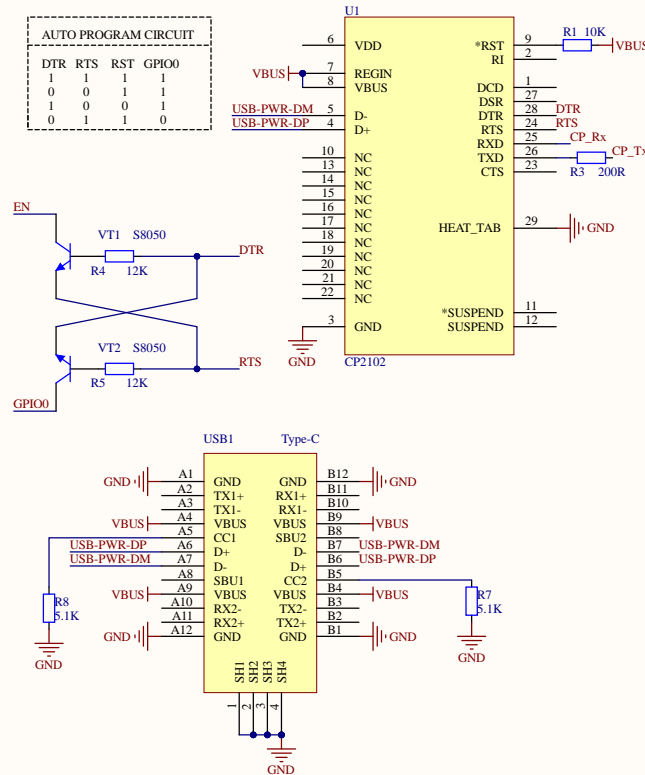 AUTO PROGRAM CIRCUIT
DTR RTS RST GPIO0
1 1 1 1
0 0 1 1
1 0 0 1
0 1 1 0
U1
6 VDD
VBUS 7 REGIN
8 VBUS
USB-PWR-DM 5 D-
USB-PWR-DP 4 D+
10 NC
13 NC
14 NC
15 NC
16 NC
17 NC
18 NC
19 NC
20 NC
21 NC
22 NC
3 GND
GND
*RST 9 R1 10K VBUS
RI 2
DCD 1
DSR 27
DTR 28 DTR
RTS 24 RTS
RXD 25 CP_Rx
TXD 26 CP_Tx
CTS 23 R3 200R
HEAT_TAB 29 GND
*SUSPEND 11
SUSPEND 12
CP2102
EN
VT1 S8050
DTR
R4 12K
VT2 S8050
RTS
R5 12K
GPIO0
USB1 Type-C
GND A1 GND
A2 TX1+
A3 TX1-
VBUS A4 VBUS
A5 CC1
USB-PWR-DP A6 D+
USB-PWR-DM A7 D-
A8 SBU1
VBUS A9 VBUS
A10 RX2-
A11 RX2+
GND A12 GND
GND B12 GND
RX1+ B11
RX1- B10
VBUS B9 VBUS
SBU2 B8
D- B7 USB-PWR-DM
D+ B6 USB-PWR-DP
CC2 B5
VBUS B4 VBUS
TX2- B3
TX2+ B2
GND B1 GND
R8
5.1K
GND
R7
5.1K
GND
SH1 SH2 SH3 SH4
1 2 3 4
GND